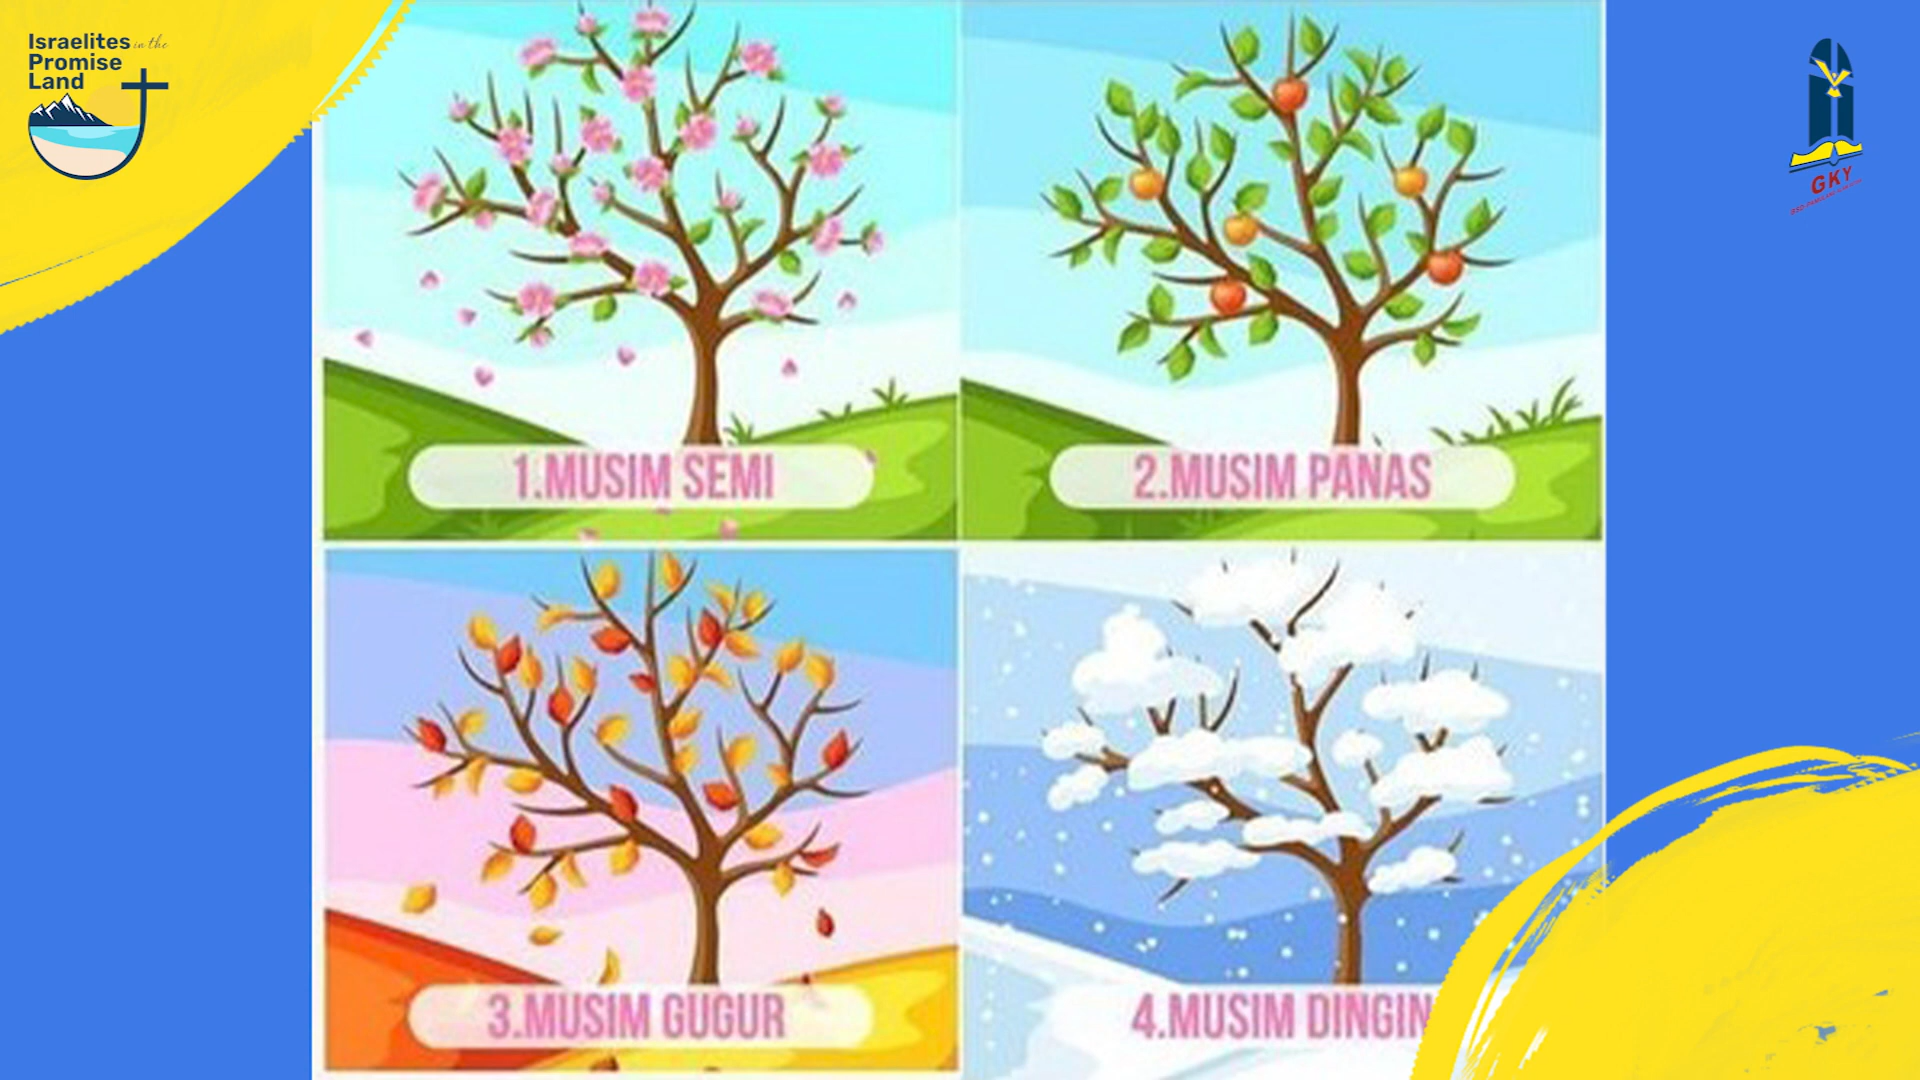 Israelites in the
Promise
Land
GKY
1.MUSIM SEMI
2.MUSIM PANAS
3.MUSIM GUGUR
4.MUSIM DINGIN